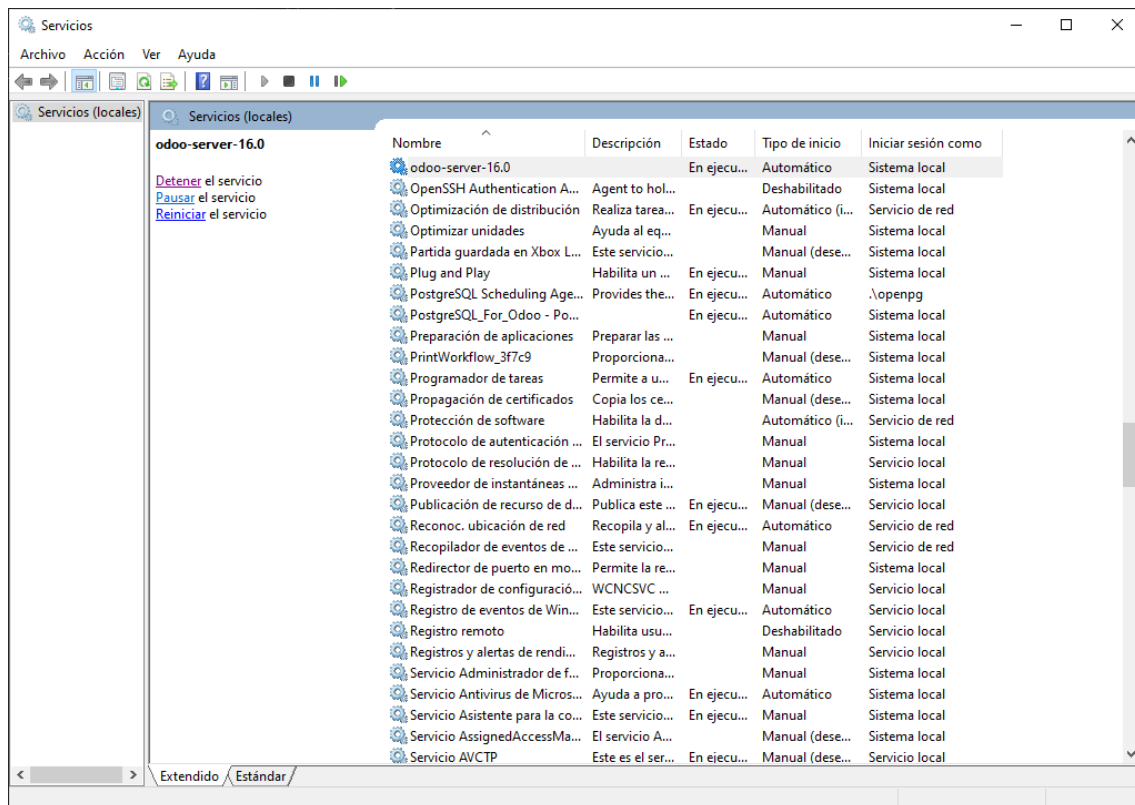 Servicios
Archivo Acción Ver Ayuda
Servicios (locales)
Servicios (locales)
odoo-server-16.0
Detener el servicio
Pausar el servicio
Reiniciar el servicio
Nombre Descripción Estado Tipo de inicio Iniciar sesión como
odoo-server-16.0 En ejecu... Automático Sistema local
OpenSSH Authentication A... Agent to hol... Deshabilitado Sistema local
Optimización de distribución Realiza tarea... En ejecu... Automático (i... Servicio de red
Optimizar unidades Ayuda al eq... Manual Sistema local
Partida guardada en Xbox L... Este servicio... Manual (dese... Sistema local
Plug and Play Habilita un ... En ejecu... Manual Sistema local
PostgreSQL Scheduling Age... Provides the... En ejecu... Automático .\openpg
PostgreSQL_For_Odoo - Po... En ejecu... Automático Sistema local
Preparación de aplicaciones Preparar las ... Manual Sistema local
PrintWorkflow_3f7c9 Proporciona... Manual (dese... Sistema local
Programador de tareas Permite a u... En ejecu... Automático Sistema local
Propagación de certificados Copia los ce... Manual (dese... Sistema local
Protección de software Habilita la d... Automático (i... Servicio de red
Protocolo de autenticación ... El servicio Pr... Manual Sistema local
Protocolo de resolución de ... Habilita la re... Manual Servicio local
Proveedor de instantáneas ... Administra i... Manual Sistema local
Publicación de recurso de d... Publica este ... En ejecu... Manual (dese... Servicio local
Reconoc. ubicación de red Recopila y al... En ejecu... Automático Servicio de red
Recopilador de eventos de ... Este servicio... Manual Servicio de red
Redirector de puerto en mo... Permite la re... Manual Sistema local
Registrador de configuració... WCNCSVC ... Manual Servicio local
Registro de eventos de Win... Este servicio... En ejecu... Automático Servicio local
Registro remoto Habilita usu... Deshabilitado Servicio local
Registros y alertas de rendi... Registros y a... Manual Servicio local
Servicio Administrador de f... Proporciona... Manual Sistema local
Servicio Antivirus de Micros... Ayuda a pro... En ejecu... Automático Sistema local
Servicio Asistente para la co... Este servicio... En ejecu... Manual Sistema local
Servicio AssignedAccessMa... El servicio A... Manual (dese... Sistema local
Servicio AVCTP Este es el ser... En ejecu... Manual (dese... Servicio local
Extendido Estándar